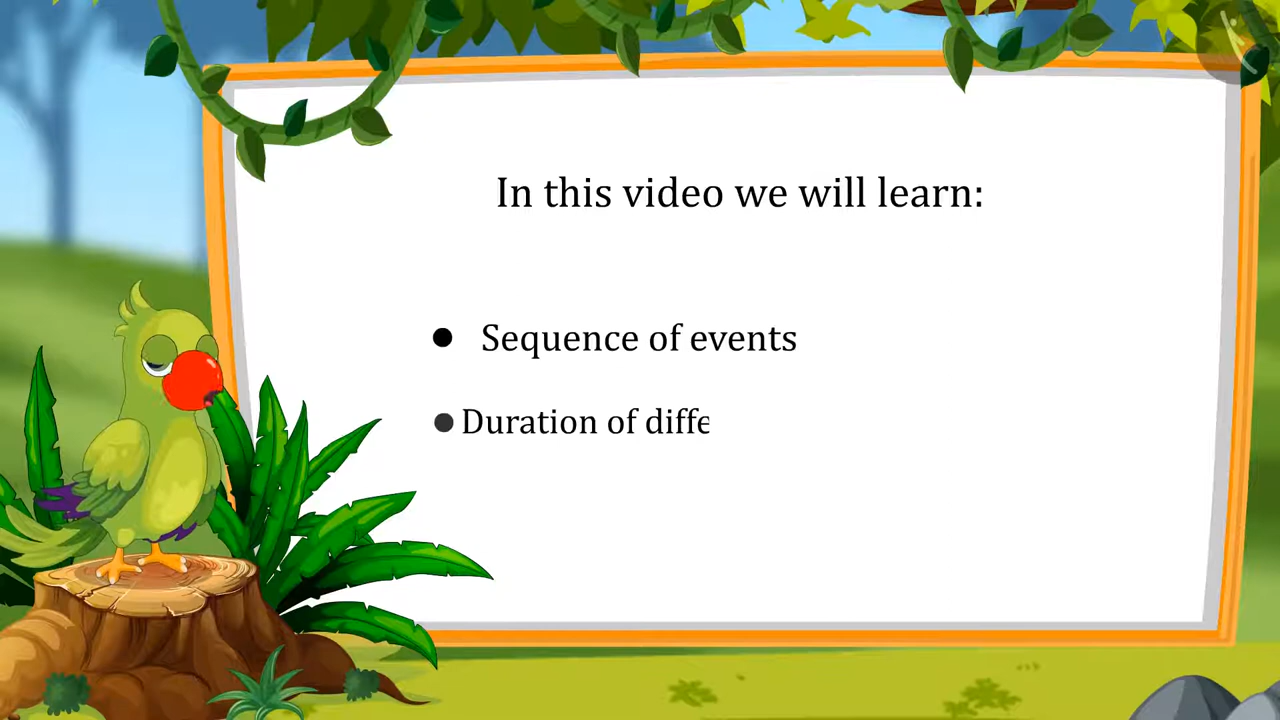 In this video we will learn:
● Sequence of events
● Duration of diffe